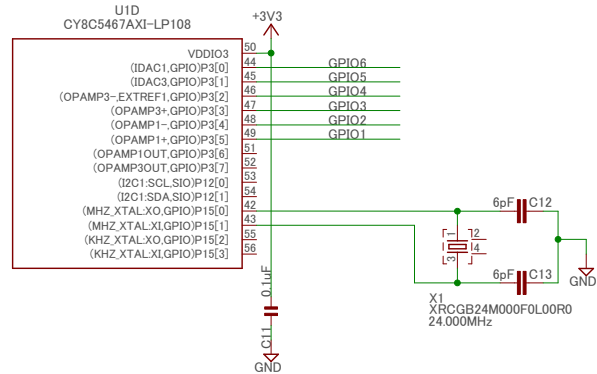 U1D
CY8C5467AXI-LP108
+3V3
VDDIO3 50
(IDAC1,GPIO)P3[0] 44 GPIO6
(IDAC3,GPIO)P3[1] 45 GPIO5
(OPAMP3-,EXTREF1,GPIO)P3[2] 46 GPIO4
(OPAMP3+,GPIO)P3[3] 47 GPIO3
(OPAMP1-,GPIO)P3[4] 48 GPIO2
(OPAMP1+,GPIO)P3[5] 49 GPIO1
(OPAMP1OUT,GPIO)P3[6] 51
(OPAMP3OUT,GPIO)P3[7] 52
(I2C1:SCL,SIO)P12[0] 53
(I2C1:SDA,SIO)P12[1] 54
(MHZ_XTAL:XO,GPIO)P15[0] 42
(MHZ_XTAL:XI,GPIO)P15[1] 43
(KHZ_XTAL:XO,GPIO)P15[2] 55
(KHZ_XTAL:XI,GPIO)P15[3] 56
6pF C12
1 2
3 4
6pF C13
GND
X1
XRCGB24M000F0L00R0
24.000MHz
0.1uF
C11
GND